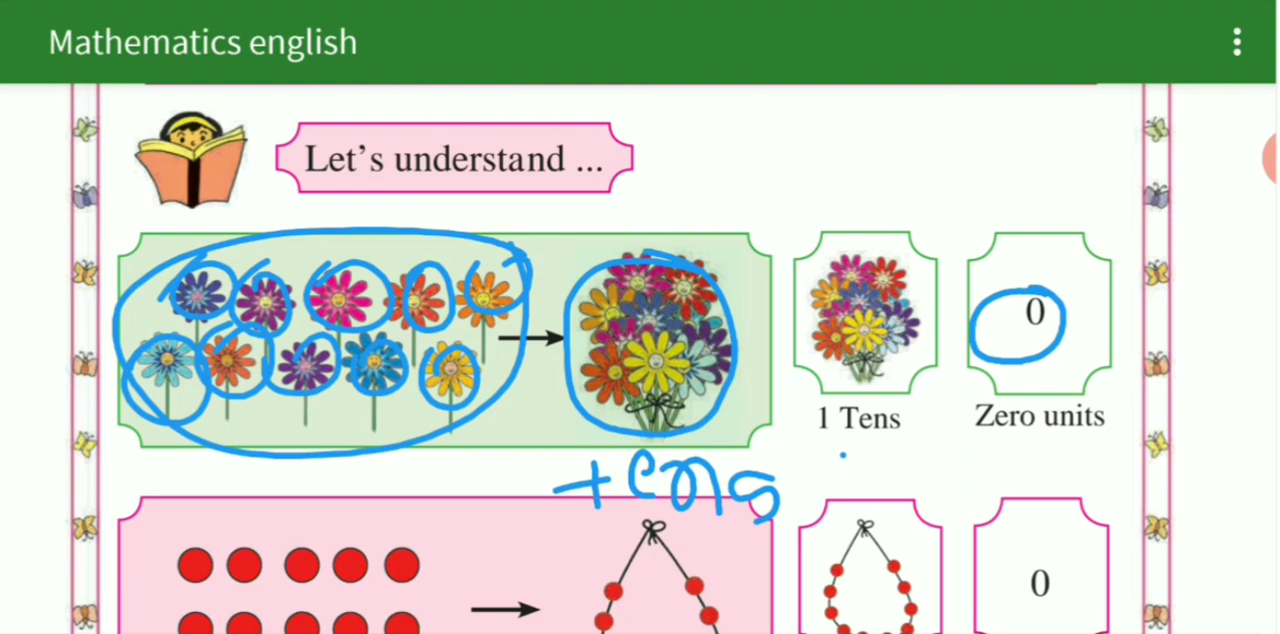 Mathematics english
Let's understand ...
0
1 Tens
Zero units
tens
0